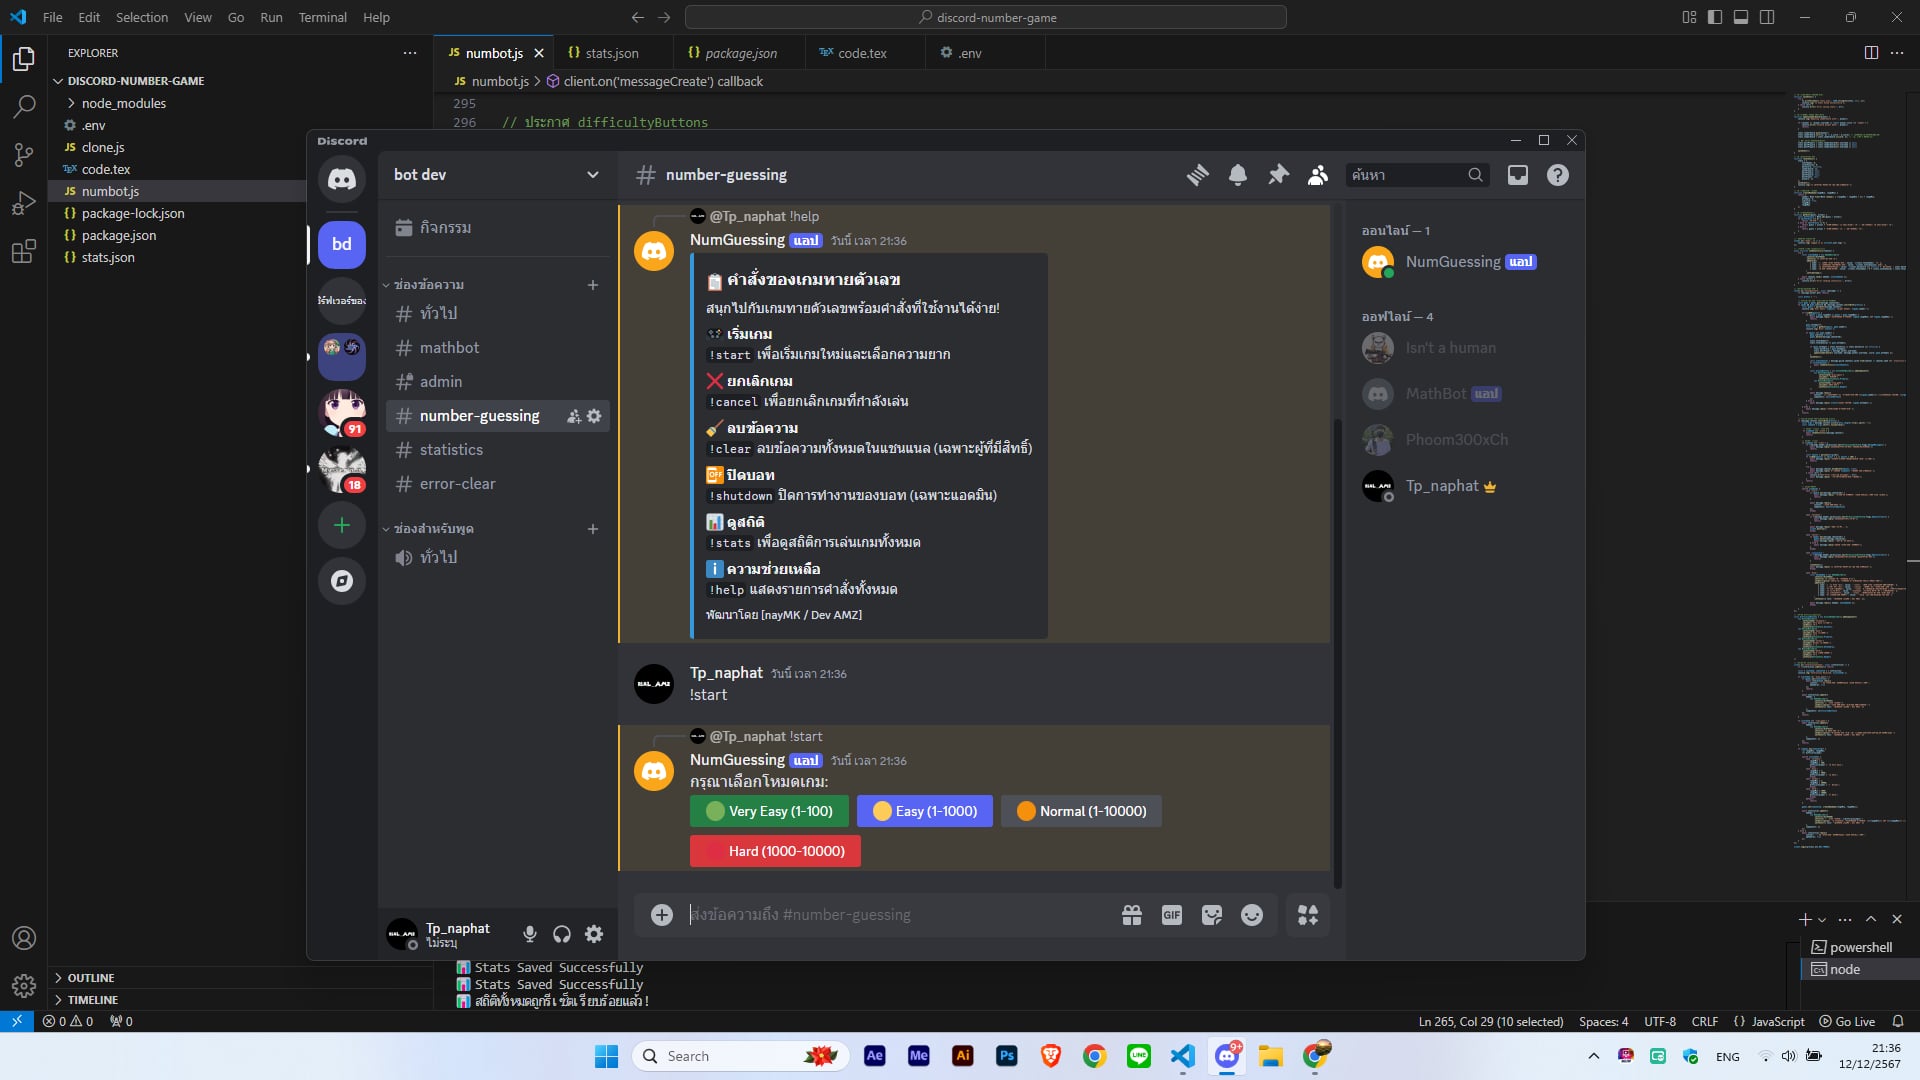 File Edit Selection View Go Run Terminal Help
discord-number-game
EXPLORER
DISCORD-NUMBER-GAME
node_modules
.env
clone.js
code.tex
numbot.js
package-lock.json
package.json
stats.json
OUTLINE
TIMELINE
JS numbot.js
stats.json
package.json
code.tex
.env
JS numbot.js > client.on('messageCreate') callback
295
296 // ประกาศ difficultyButtons
Discord
bot dev
กิจกรรม
ช่องข้อความ
ทั่วไป
mathbot
admin
number-guessing
statistics
error-clear
ช่องสำหรับพูด
ทั่วไป
bd
91
18
Tp_naphat
ไม่ระบุ
number-guessing
ค้นหา
@Tp_naphat !help
NumGuessing แอป วันนี้ เวลา 21:36
คำสั่งของเกมทายตัวเลข
สนุกไปกับเกมทายตัวเลขพร้อมคำสั่งที่ใช้งานได้ง่าย!
เริ่มเกม
!start เพื่อเริ่มเกมใหม่และเลือกความยาก
ยกเลิกเกม
!cancel เพื่อยกเลิกเกมที่กำลังเล่น
ลบข้อความ
!clear ลบข้อความทั้งหมดในแชนแนล (เฉพาะผู้ที่มีสิทธิ์)
ปิดบอท
!shutdown ปิดการทำงานของบอท (เฉพาะแอดมิน)
ดูสถิติ
!stats เพื่อดูสถิติการเล่นเกมทั้งหมด
ความช่วยเหลือ
!help แสดงรายการคำสั่งทั้งหมด
พัฒนาโดย [nayMK / Dev AMZ]
Tp_naphat วันนี้ เวลา 21:36
!start
@Tp_naphat !start
NumGuessing แอป วันนี้ เวลา 21:36
กรุณาเลือกโหมดเกม:
Very Easy (1-100)
Easy (1-1000)
Normal (1-10000)
Hard (1000-10000)
ส่งข้อความถึง #number-guessing
GIF
ออนไลน์ — 1
NumGuessing แอป
ออฟไลน์ — 4
Isn't a human
MathBot แอป
Phoom300xCh
Tp_naphat
Stats Saved Successfully
Stats Saved Successfully
สถิติทั้งหมดถูกรีเซ็ตเรียบร้อยแล้ว!
powershell
node
0 0 0
Ln 265, Col 29 (10 selected) Spaces: 4 UTF-8 CRLF JavaScript Go Live
Search
Ae
Me
Ai
Ps
LINE
9+
ENG
21:36
12/12/2567